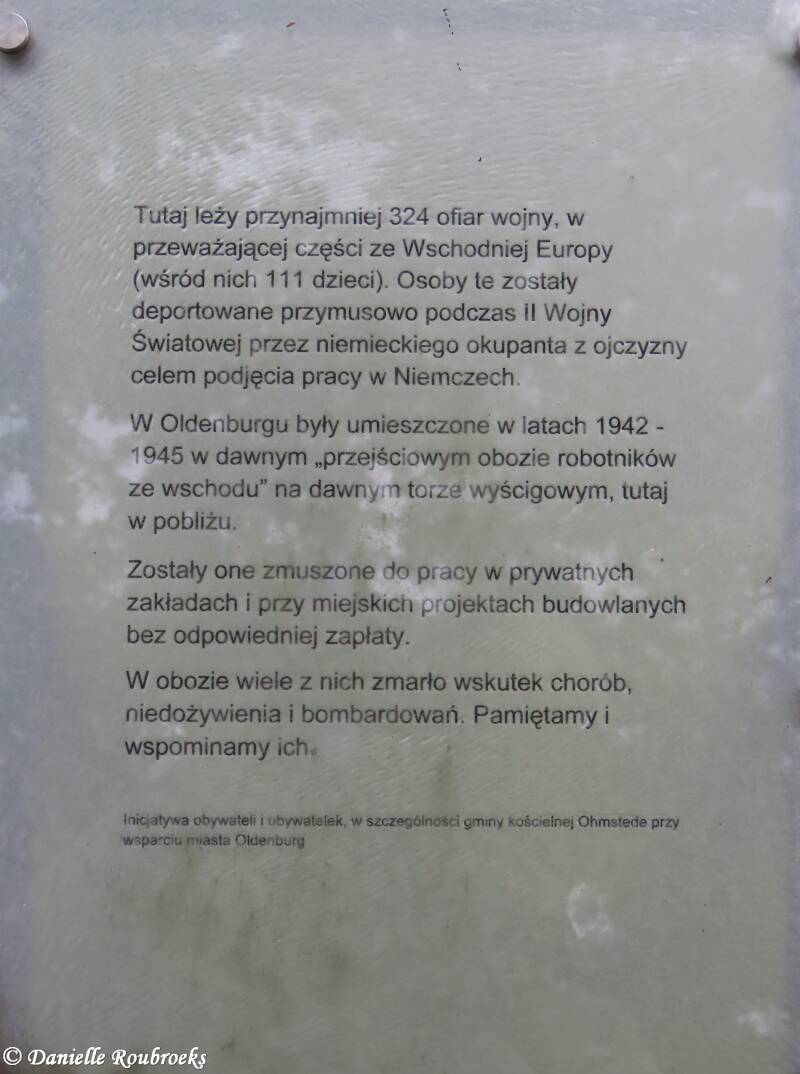 Tutaj leży przynajmniej 324 ofiar wojny, w
przeważającej części ze Wschodniej Europy
(wśród nich 111 dzieci). Osoby te zostały
deportowane przymusowo podczas II Wojny
Światowej przez niemieckiego okupanta z ojczyzny
celem podjęcia pracy w Niemczech.
W Oldenburgu były umieszczone w latach 1942 -
1945 w dawnym „przejściowym obozie robotników
ze wschodu” na dawnym torze wyścigowym, tutaj
w pobliżu.
Zostały one zmuszone do pracy w prywatnych
zakładach i przy miejskich projektach budowlanych
bez odpowiedniej zapłaty.
W obozie wiele z nich zmarło wskutek chorób,
niedożywienia i bombardowań. Pamiętamy i
wspominamy ich.
Inicjatywa obywateli i obywatelek, w szczególności gminy kościelnej Ohmstede przy
wsparciu miasta Oldenburg
© Danielle Roubroeks